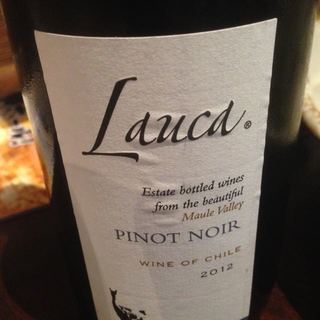 Lauca®
Estate bottled wines
from the beautiful
Maule Valley
PINOT NOIR
WINE OF CHILE
2012